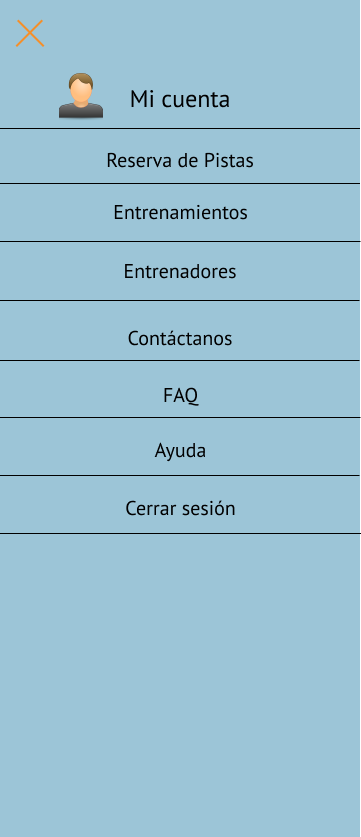 Mi cuenta
Reserva de Pistas
Entrenamientos
Entrenadores
Contáctanos
FAQ
Ayuda
Cerrar sesión